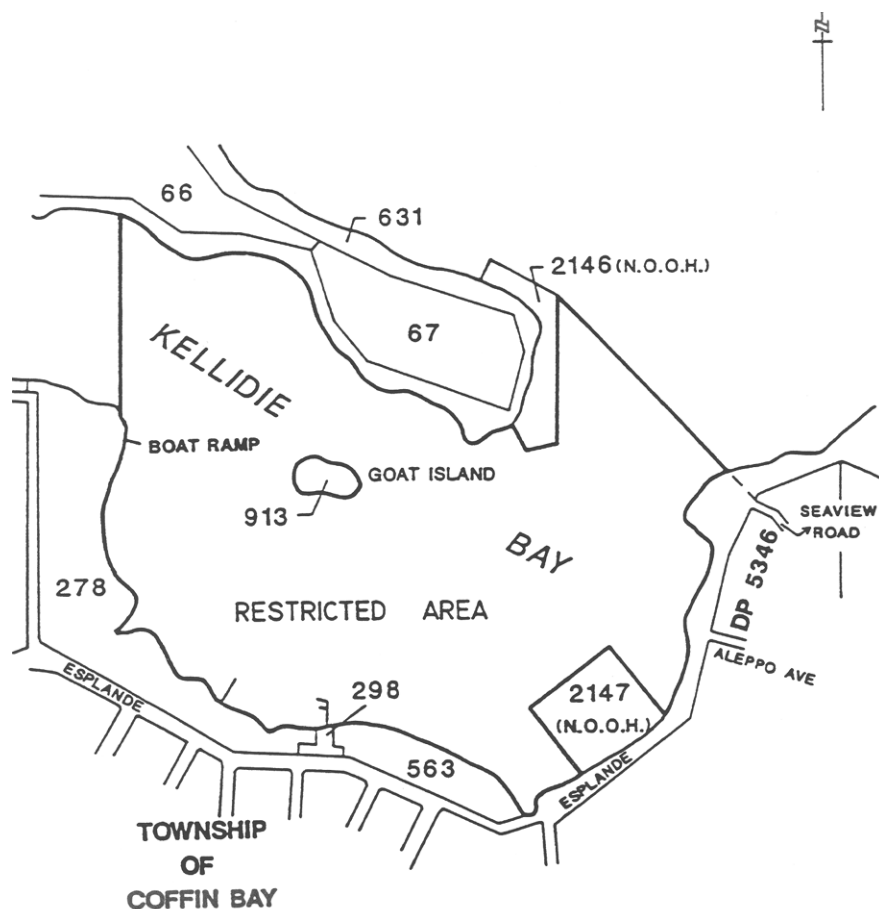 N
66
631
2146 (N.O.O.H.)
67
KELLIDIE
BOAT RAMP
GOAT ISLAND
913
SEAVIEW
ROAD
BAY
DP 5346
278
RESTRICTED AREA
ALEPPO AVE
ESPLANDE
298
2147
(N.O.O.H.)
563
ESPLANDE
TOWNSHIP
OF
COFFIN BAY